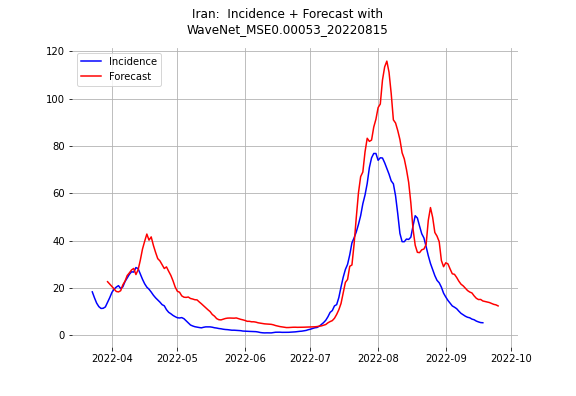 Iran:  Incidence + Forecast with
WaveNet_MSE0.00053_20220815
Incidence
Forecast
120
100
80
60
40
20
0
2022-04 2022-05 2022-06 2022-07 2022-08 2022-09 2022-10